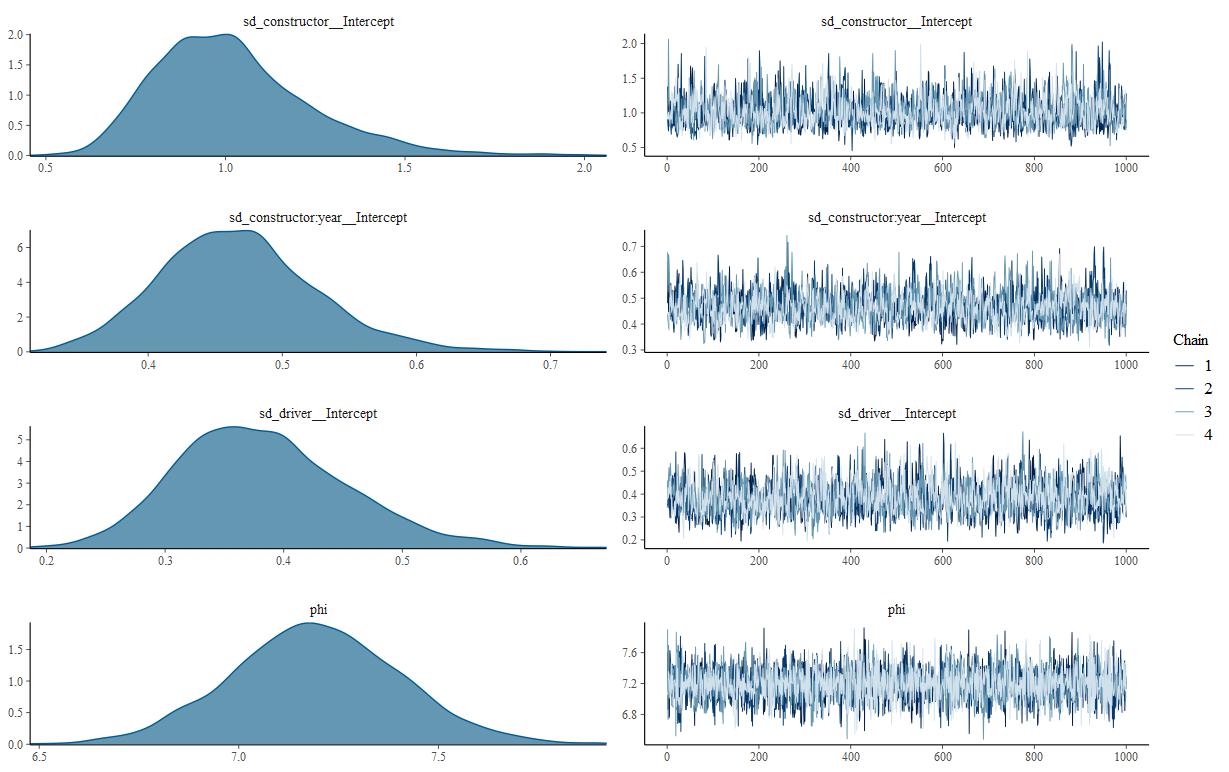 sd_constructor__Intercept
2.0
1.5
1.0
0.5
0.0
0.5 1.0 1.5 2.0
sd_constructor__Intercept
2.0
1.5
1.0
0.5
0 200 400 600 800 1000
sd_constructor:year__Intercept
6
4
2
0
0.4 0.5 0.6 0.7
sd_constructor:year__Intercept
0.7
0.6
0.5
0.4
0.3
0 200 400 600 800 1000
sd_driver__Intercept
5
4
3
2
1
0
0.2 0.3 0.4 0.5 0.6
sd_driver__Intercept
0.6
0.5
0.4
0.3
0.2
0 200 400 600 800 1000
phi
1.5
1.0
0.5
0.0
6.5 7.0 7.5
phi
7.6
7.2
6.8
0 200 400 600 800 1000
Chain
1
2
3
4